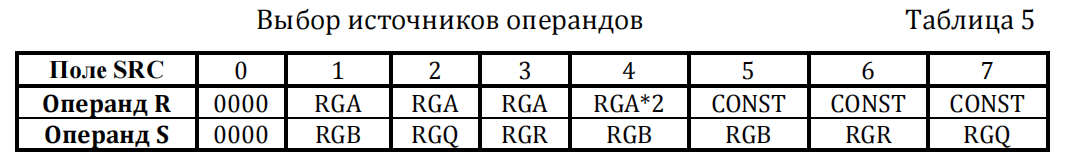 Выбор источников операндов Таблица 5
Поле SRC 0 1 2 3 4 5 6 7
Операнд R 0000 RGA RGA RGA RGA*2 CONST CONST CONST
Операнд S 0000 RGB RGQ RGR RGB RGB RGR RGQ